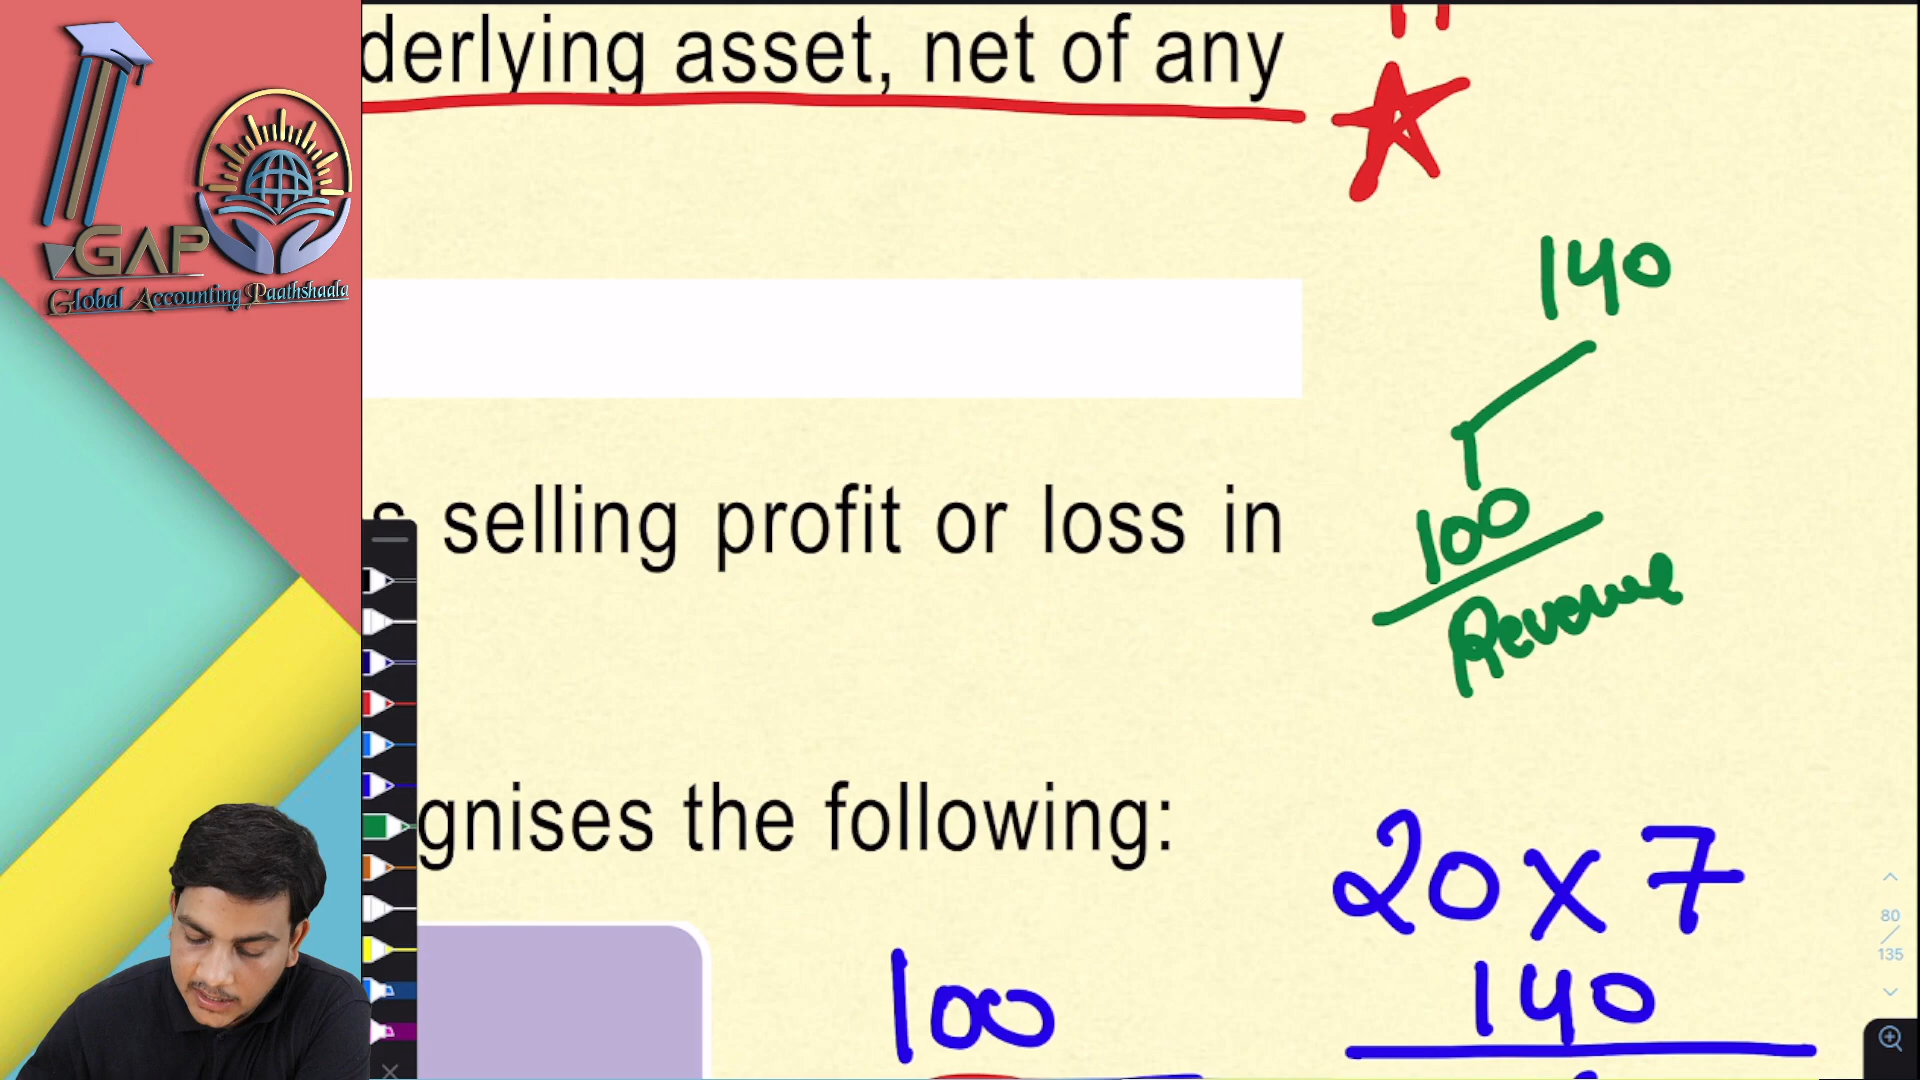 GAP
Global Accounting Paathshaala
derlying asset, net of any
140
100
Revenue
selling profit or loss in
gnises the following:
20 x 7
140
100
80
135